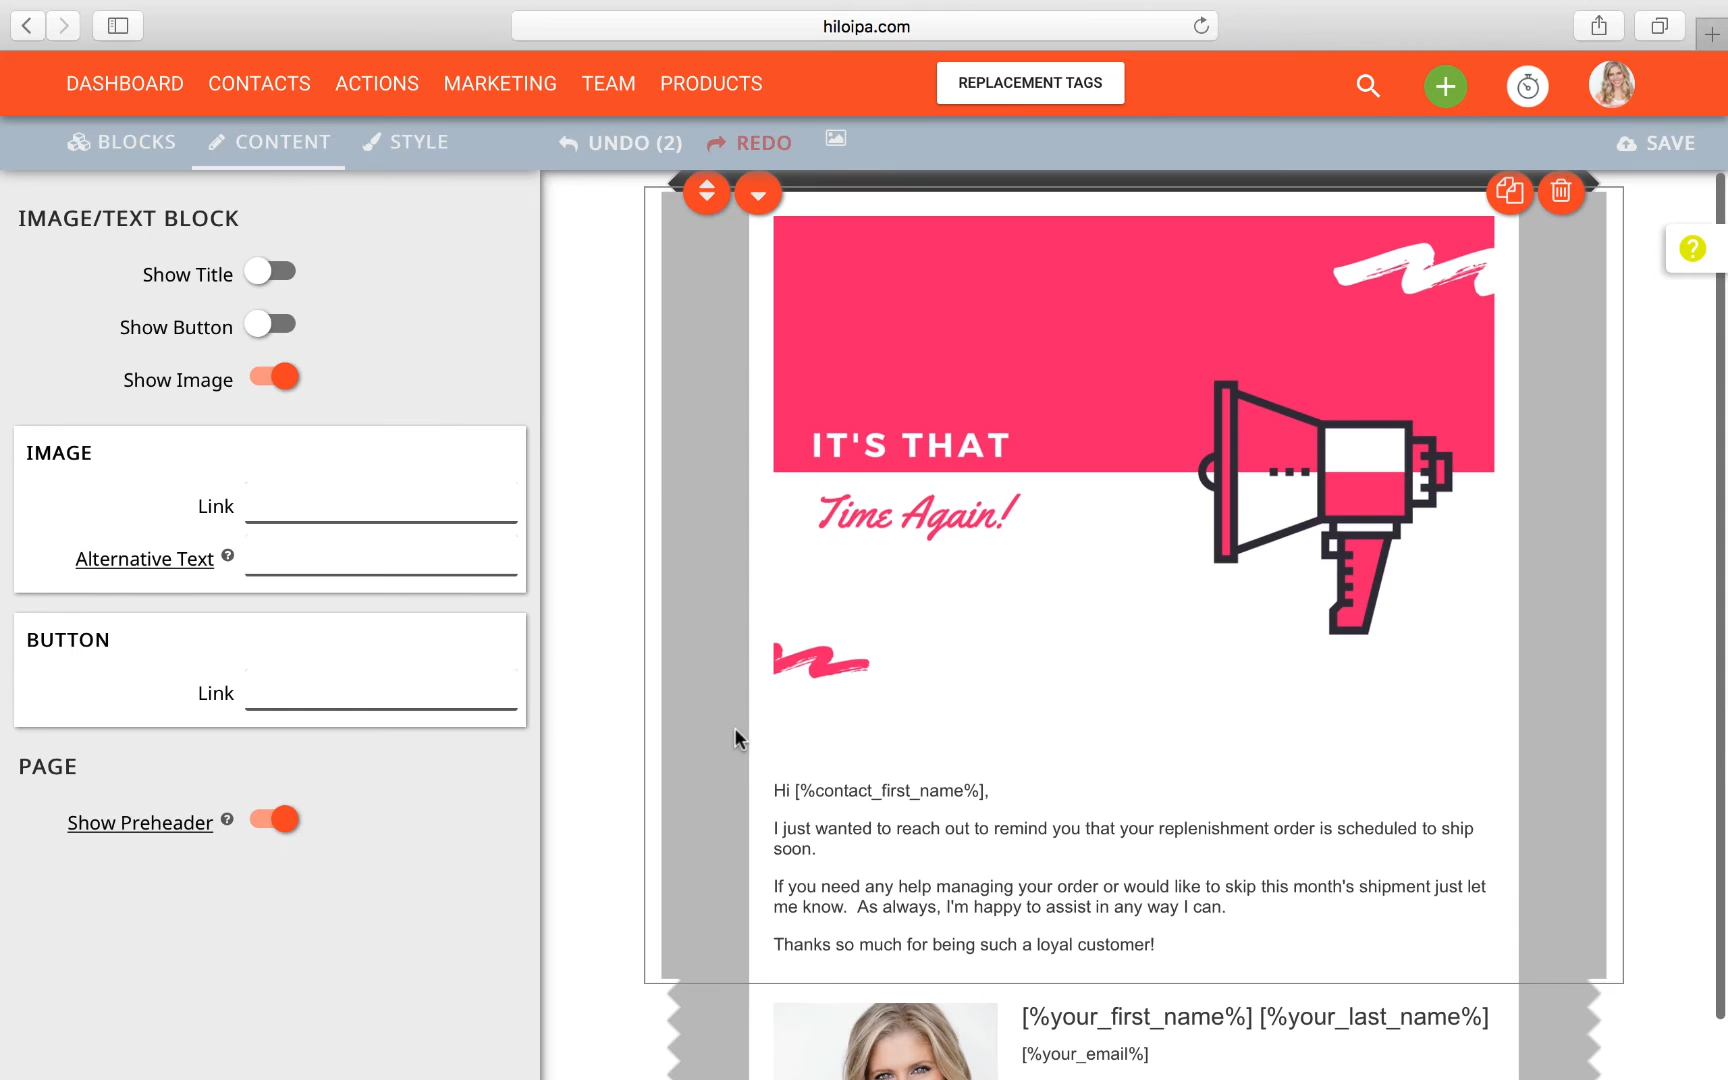 hiloipa.com
DASHBOARD CONTACTS ACTIONS MARKETING TEAM PRODUCTS REPLACEMENT TAGS
BLOCKS CONTENT STYLE UNDO (2) REDO SAVE
IMAGE/TEXT BLOCK
Show Title
Show Button
Show Image
IMAGE
Link
Alternative Text ?
BUTTON
Link
PAGE
Show Preheader ?
?
IT'S THAT
Time Again!
Hi [%contact_first_name%],
I just wanted to reach out to remind you that your replenishment order is scheduled to ship
soon.
If you need any help managing your order or would like to skip this month's shipment just let
me know.  As always, I'm happy to assist in any way I can.
Thanks so much for being such a loyal customer!
[%your_first_name%] [%your_last_name%]
[%your_email%]